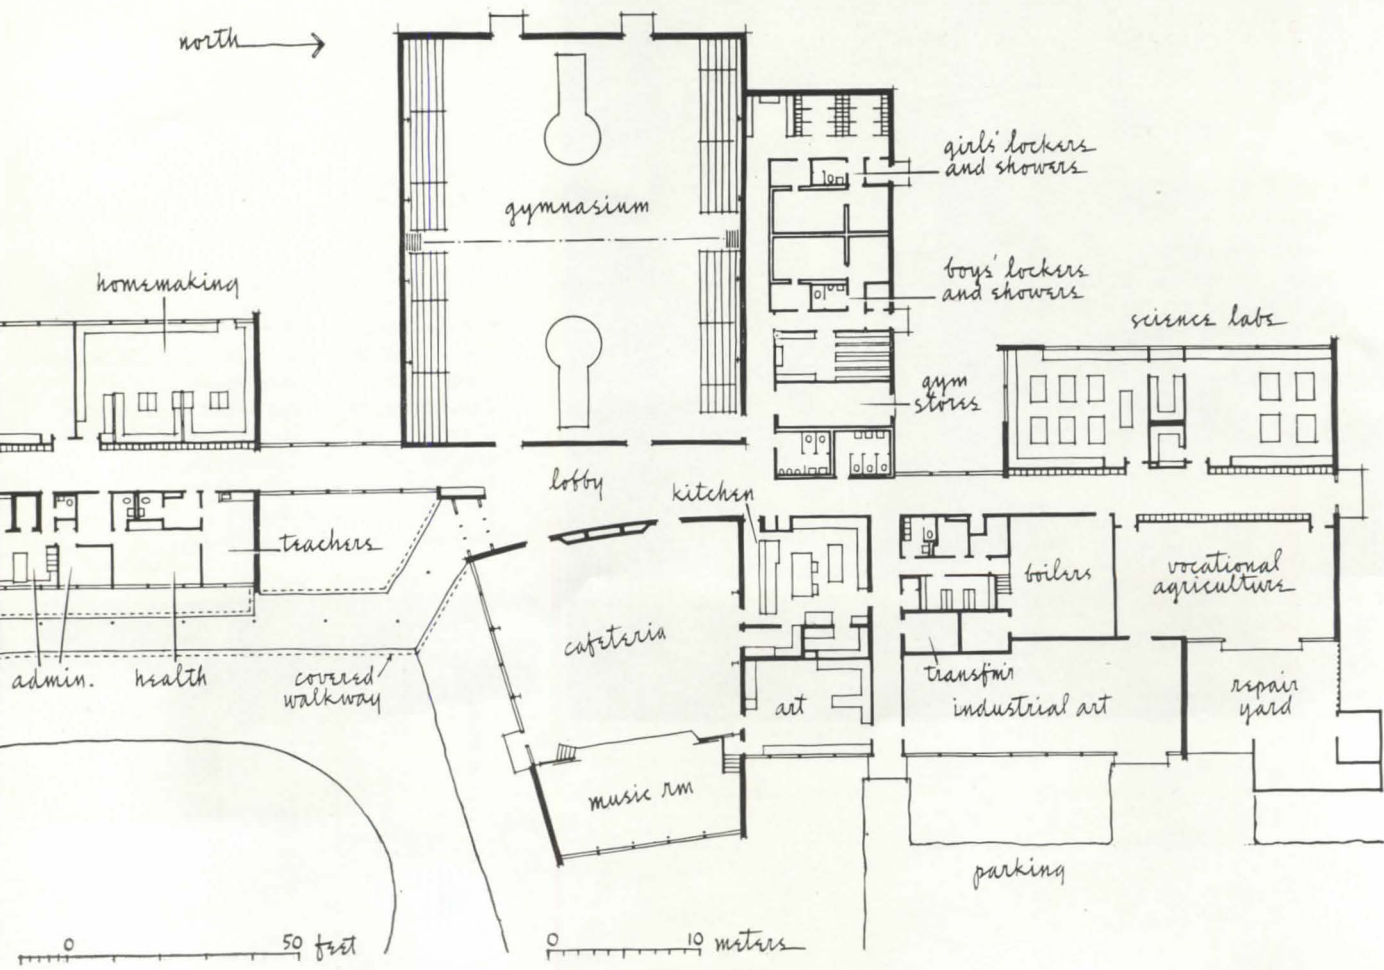 north
girls' lockers
and showers
gymnasium
boys' lockers
and showers
homemaking
science labs
gym
stores
lobby
kitchen
teachers
boilers
vocational
agriculture
cafeteria
admin.
health
covered
walkway
transfmr
art
industrial art
repair
yard
music rm
parking
0 50 feet
0 10 meters